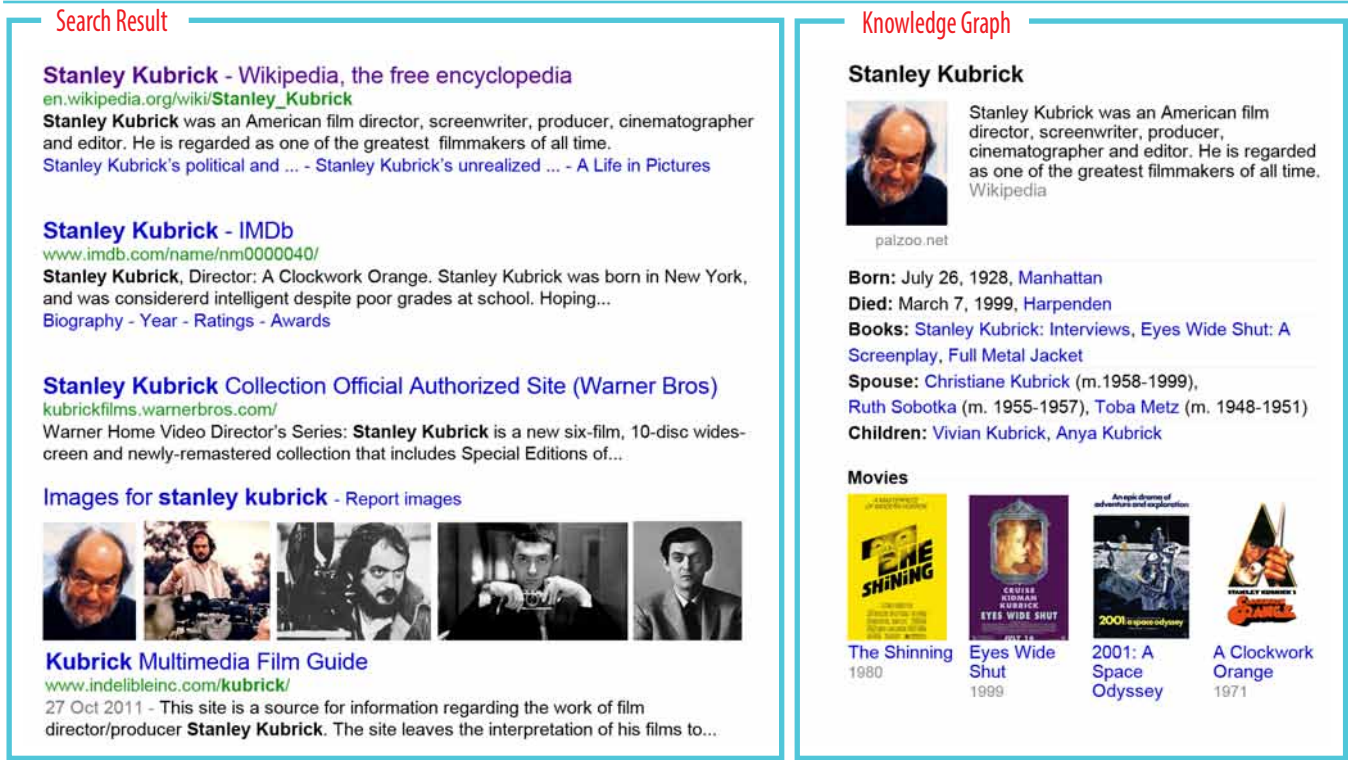 Search Result
Stanley Kubrick - Wikipedia, the free encyclopedia
en.wikipedia.org/wiki/Stanley_Kubrick
Stanley Kubrick was an American film director, screenwriter, producer, cinematographer
and editor. He is regarded as one of the greatest filmmakers of all time.
Stanley Kubrick's political and ... - Stanley Kubrick's unrealized ... - A Life in Pictures
Stanley Kubrick - IMDb
www.imdb.com/name/nm0000040/
Stanley Kubrick, Director: A Clockwork Orange. Stanley Kubrick was born in New York,
and was considererd intelligent despite poor grades at school. Hoping...
Biography - Year - Ratings - Awards
Stanley Kubrick Collection Official Authorized Site (Warner Bros)
kubrickfilms.warnerbros.com/
Warner Home Video Director's Series: Stanley Kubrick is a new six-film, 10-disc wides-
creen and newly-remastered collection that includes Special Editions of...
Images for stanley kubrick - Report images
Kubrick Multimedia Film Guide
www.indelibleinc.com/kubrick/
27 Oct 2011 - This site is a source for information regarding the work of film
director/producer Stanley Kubrick. The site leaves the interpretation of his films to...
Knowledge Graph
Stanley Kubrick
Stanley Kubrick was an American film
director, screenwriter, producer,
cinematographer and editor. He is regarded
as one of the greatest filmmakers of all time.
Wikipedia
palzoo.net
Born: July 26, 1928, Manhattan
Died: March 7, 1999, Harpenden
Books: Stanley Kubrick: Interviews, Eyes Wide Shut: A
Screenplay, Full Metal Jacket
Spouse: Christiane Kubrick (m.1958-1999),
Ruth Sobotka (m. 1955-1957), Toba Metz (m. 1948-1951)
Children: Vivian Kubrick, Anya Kubrick
Movies
THE
SHiNiNG
The Shinning
1980
CRUISE
KIDMAN
KUBRICK
EYES WIDE SHUT
Eyes Wide
Shut
1999
An epic drama of
adventure and exploration
2001: a space odyssey
2001: A
Space
Odyssey
STANLEY KUBRICK'S
A Clockwork
Orange
1971